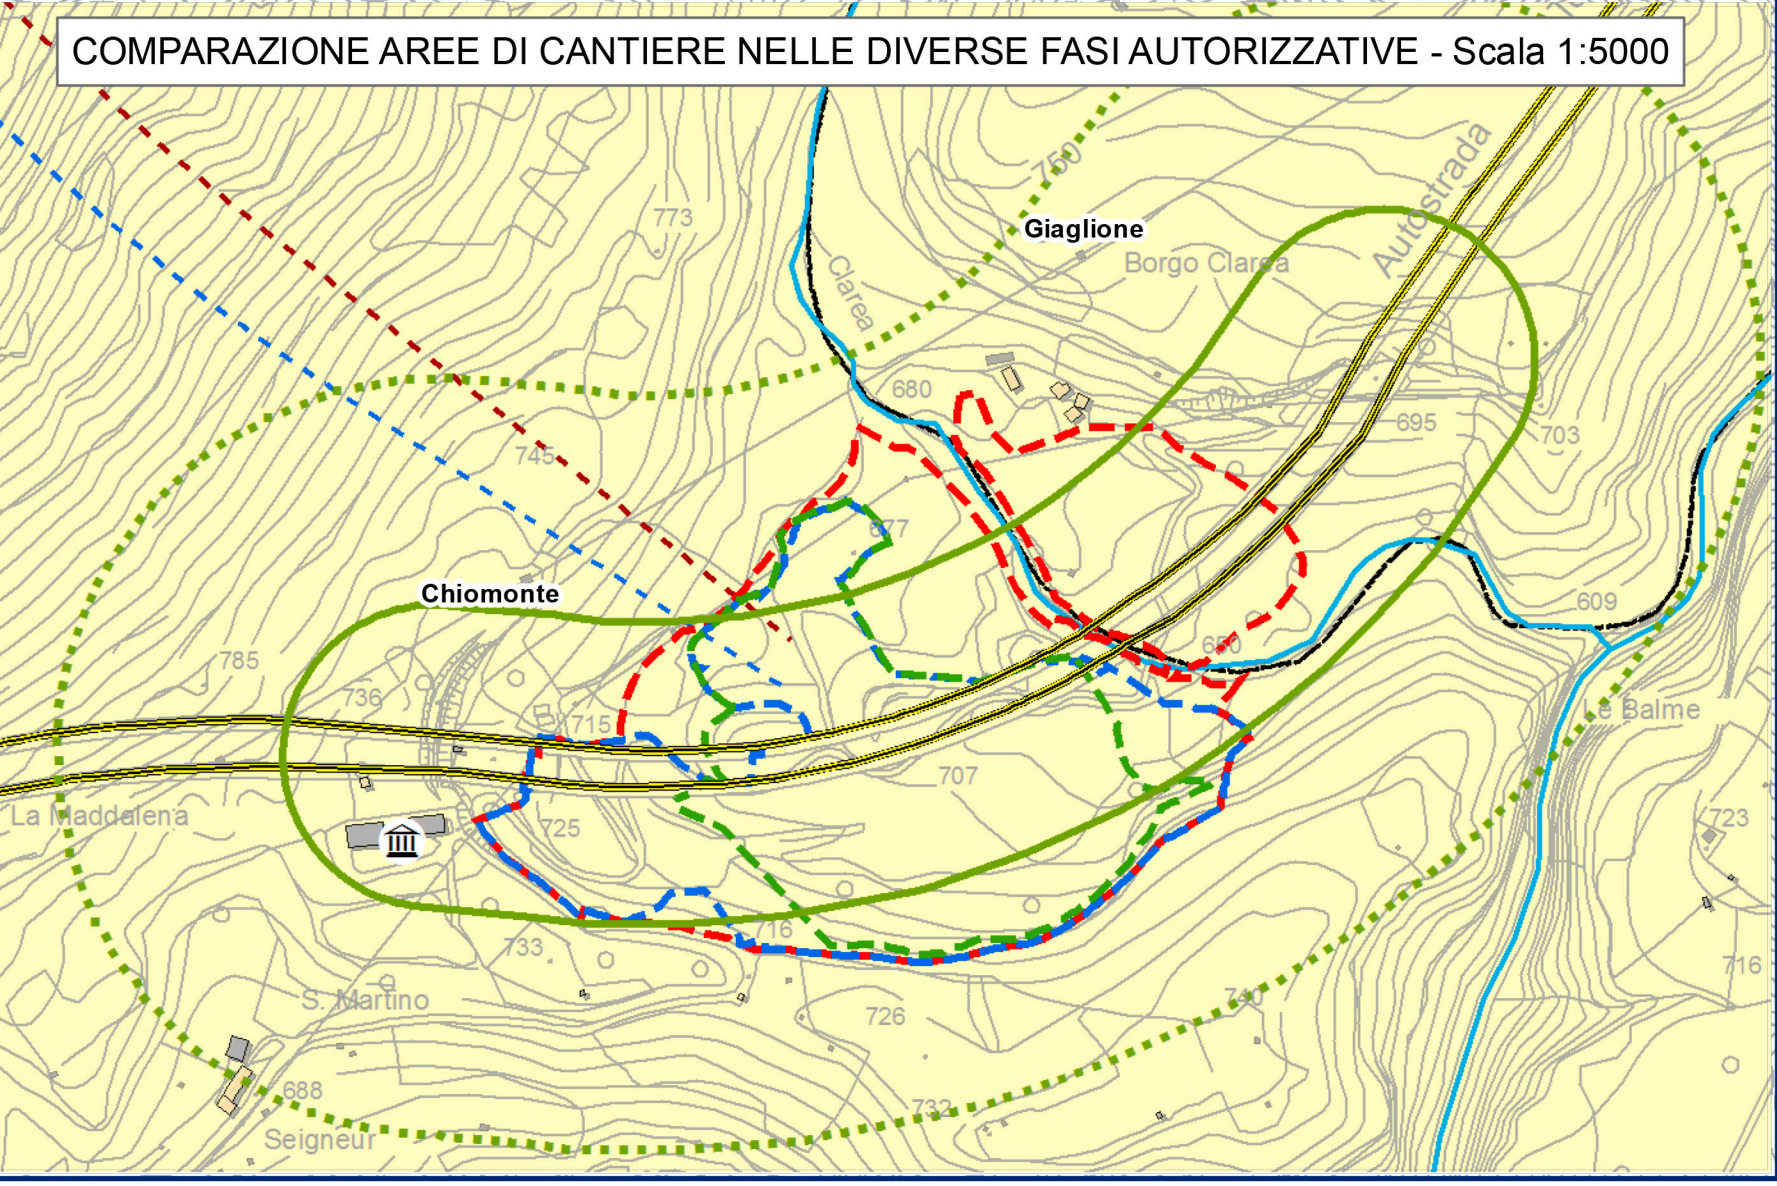 COMPARAZIONE AREE DI CANTIERE NELLE DIVERSE FASI AUTORIZZATIVE - Scala 1:5000
750
Autostrada
773
Giaglione
Borgo Clarea
Clarea
680
695
703
745
677
Chiomonte
609
650
785
736
715
Le Balme
707
La Maddalena
725
723
716
733
716
740
S. Martino
726
688
732
Seigneur